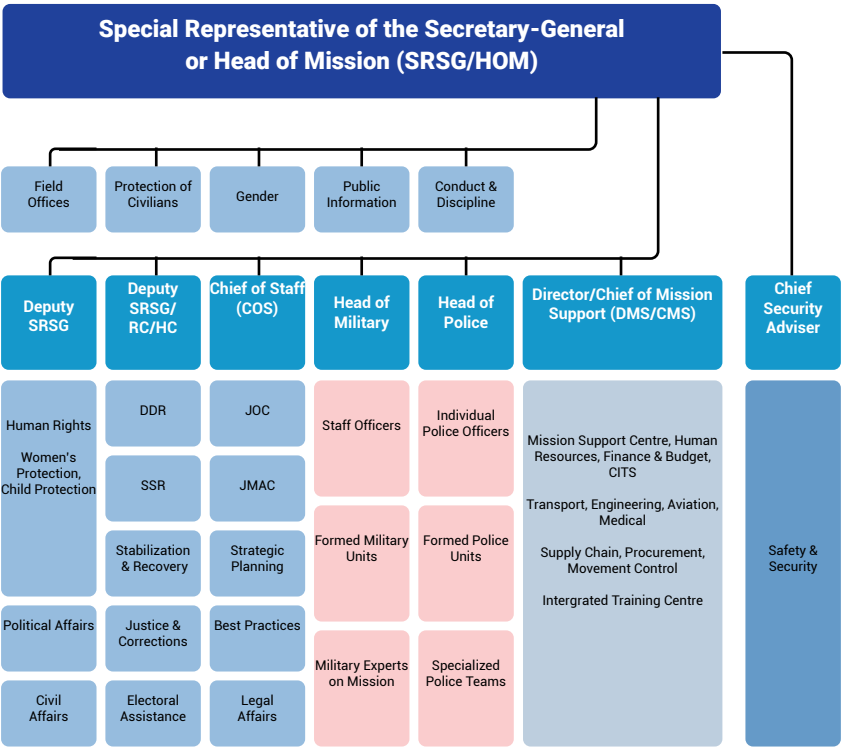 Special Representative of the Secretary-General
or Head of Mission (SRSG/HOM)
Field
Offices
Protection of
Civilians
Gender
Public
Information
Conduct &
Discipline
Deputy
SRSG
Deputy
SRSG/
RC/HC
Chief of Staff
(COS)
Head of
Military
Head of
Police
Director/Chief of Mission
Support (DMS/CMS)
Chief
Security
Adviser
Human Rights
Women's
Protection,
Child Protection
Political Affairs
Civil
Affairs
DDR
SSR
Stabilization
& Recovery
Justice &
Corrections
Electoral
Assistance
JOC
JMAC
Strategic
Planning
Best Practices
Legal
Affairs
Staff Officers
Formed Military
Units
Military Experts
on Mission
Individual
Police Officers
Formed Police
Units
Specialized
Police Teams
Mission Support Centre, Human
Resources, Finance & Budget,
CITS
Transport, Engineering, Aviation,
Medical
Supply Chain, Procurement,
Movement Control
Intergrated Training Centre
Safety &
Security